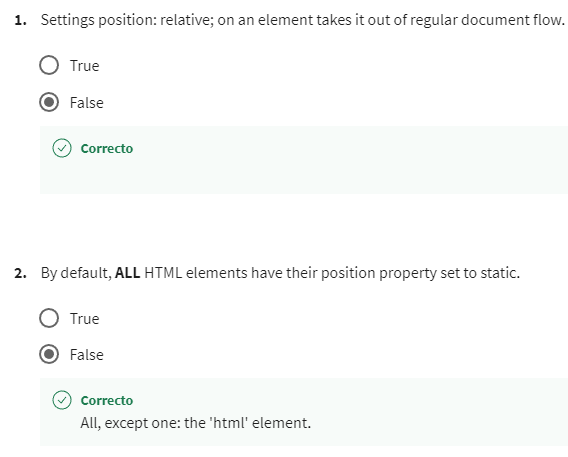 1. Settings position: relative; on an element takes it out of regular document flow.
True
False
Correcto
2. By default, ALL HTML elements have their position property set to static.
True
False
Correcto
All, except one: the 'html' element.